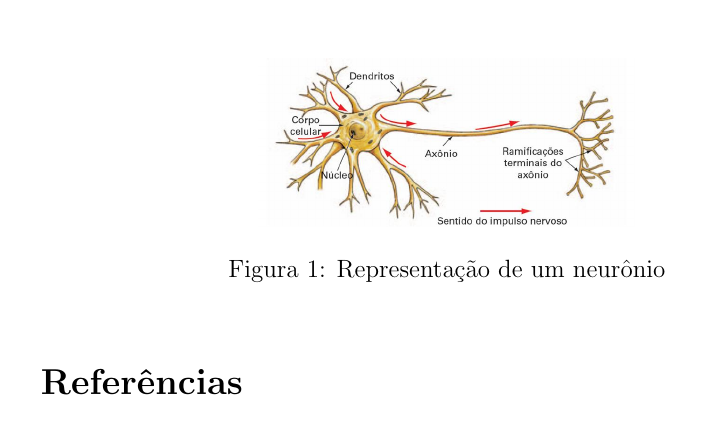 Dendritos
Corpo
celular
Núcleo
Axônio
Ramificações
terminais do
axônio
Sentido do impulso nervoso
Figura 1: Representação de um neurônio
Referências